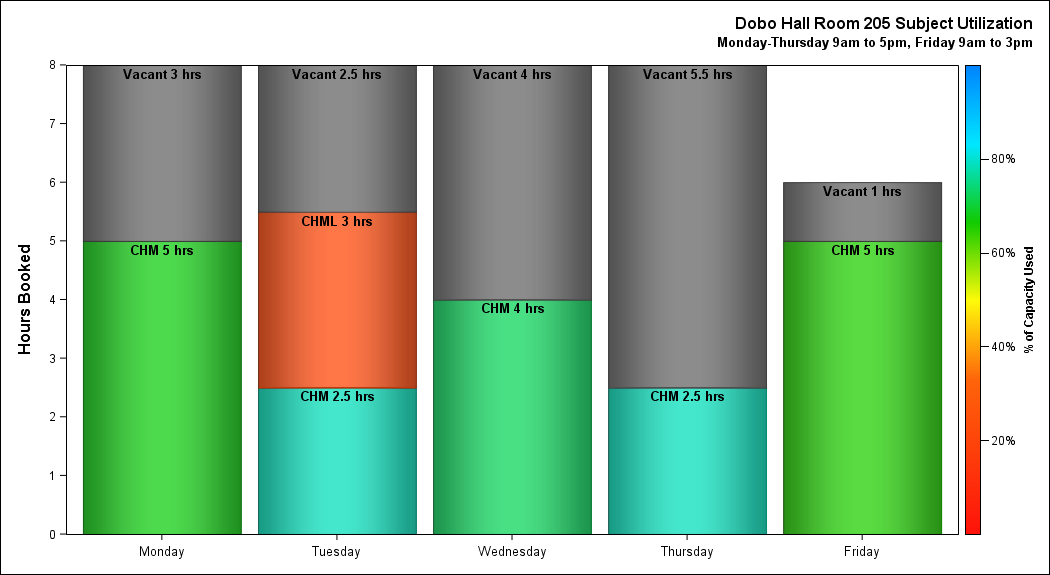 Dobo Hall Room 205 Subject Utilization
Monday-Thursday 9am to 5pm, Friday 9am to 3pm
Hours Booked
8
7
6
5
4
3
2
1
0
Vacant 3 hrs
CHM 5 hrs
Vacant 2.5 hrs
CHML 3 hrs
CHM 2.5 hrs
Vacant 4 hrs
CHM 4 hrs
Vacant 5.5 hrs
CHM 2.5 hrs
Vacant 1 hrs
CHM 5 hrs
Monday
Tuesday
Wednesday
Thursday
Friday
80%
60%
40%
20%
% of Capacity Used